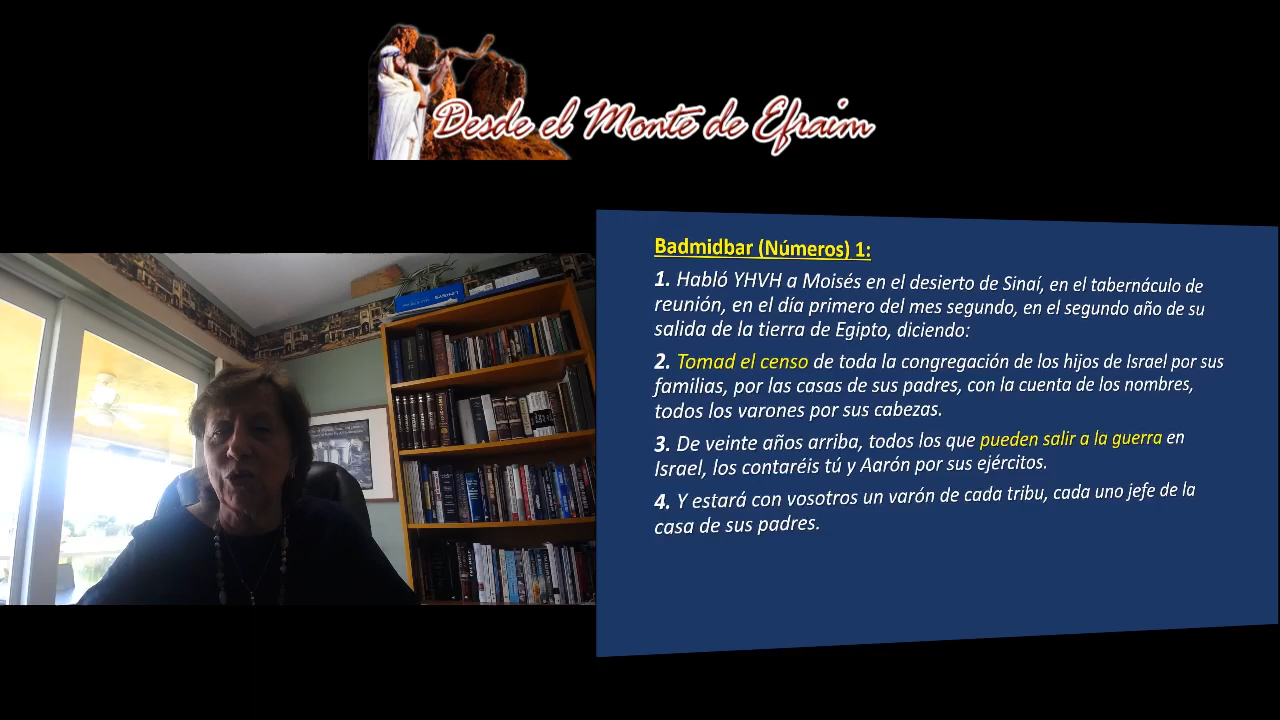 Desde el Monte de Efraim
Badmidbar (Números) 1:
1. Habló YHVH a Moisés en el desierto de Sinaí, en el tabernáculo de
reunión, en el día primero del mes segundo, en el segundo año de su
salida de la tierra de Egipto, diciendo:
2. Tomad el censo de toda la congregación de los hijos de Israel por sus
familias, por las casas de sus padres, con la cuenta de los nombres,
todos los varones por sus cabezas.
3. De veinte años arriba, todos los que pueden salir a la guerra en
Israel, los contaréis tú y Aarón por sus ejércitos.
4. Y estará con vosotros un varón de cada tribu, cada uno jefe de la
casa de sus padres.